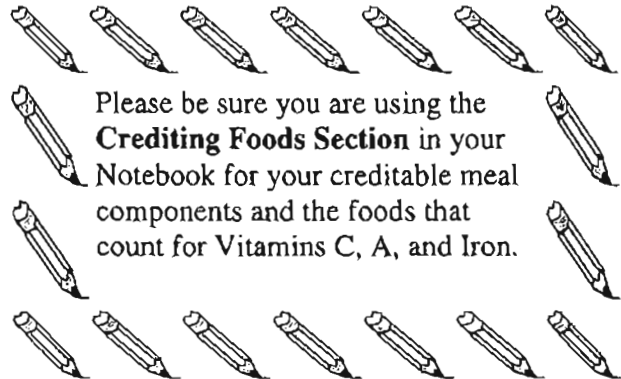 Please be sure you are using the
Crediting Foods Section in your
Notebook for your creditable meal
components and the foods that
count for Vitamins C, A, and Iron.